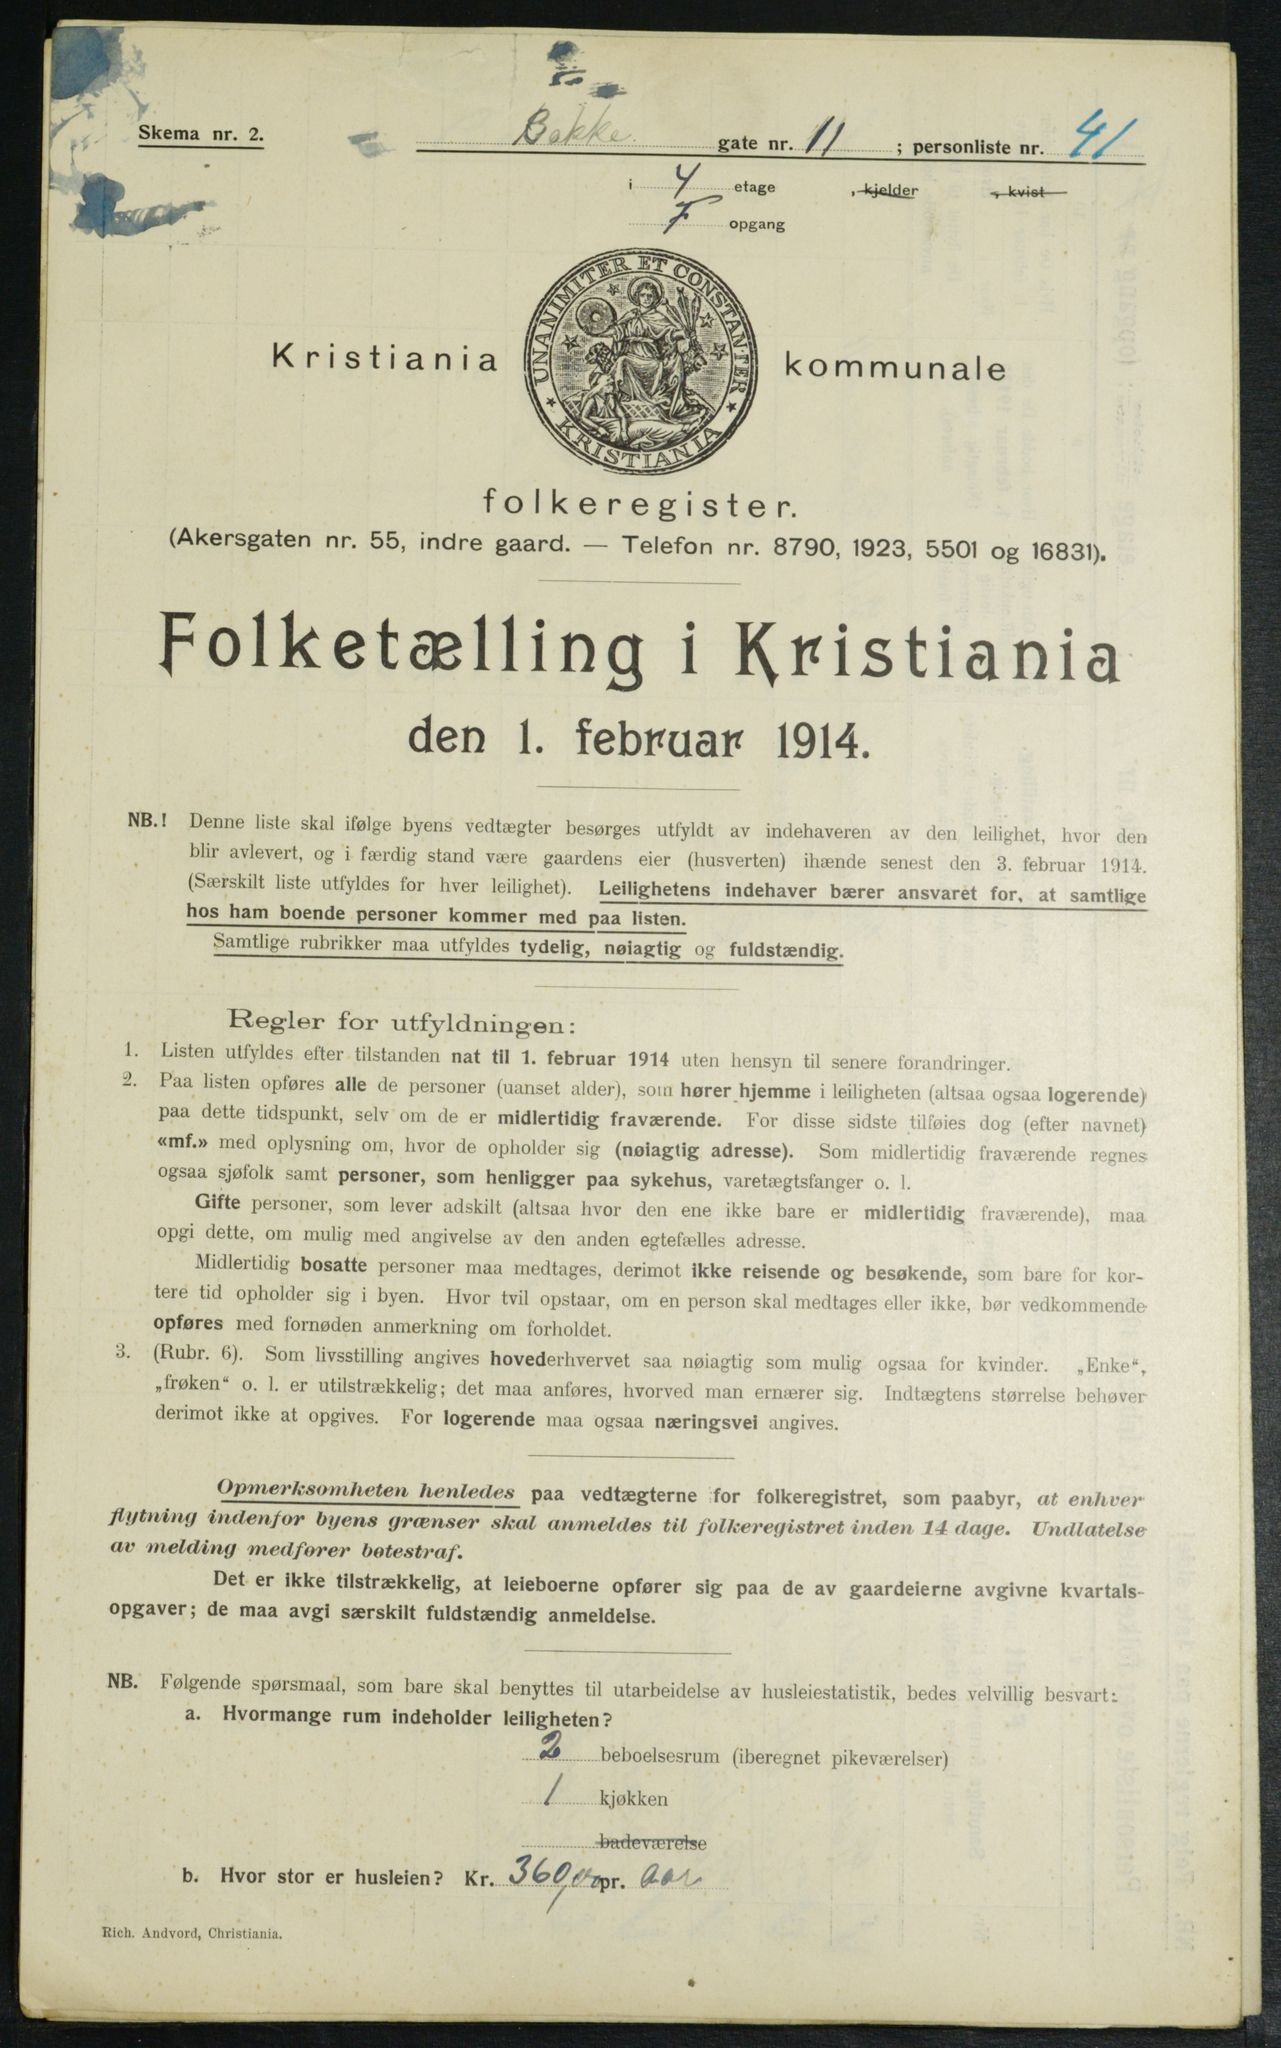 Skema nr. 2.
Bakke gate nr. 11 ; personliste nr. 41
i 4 etage , kjelder , kvist
F opgang
UNANIMITER ET CONSTANTER
★ KRISTIANIA ★
Kristiania kommunale
folkeregister.
(Akersgaten nr. 55, indre gaard. — Telefon nr. 8790, 1923, 5501 og 16831).
Folketælling i Kristiania
den 1. februar 1914.
NB.! Denne liste skal ifølge byens vedtægter besørges utfyldt av indehaveren av den leilighet, hvor den
blir avlevert, og i færdig stand være gaardens eier (husverten) ihænde senest den 3. februar 1914.
(Særskilt liste utfyldes for hver leilighet). Leilighetens indehaver bærer ansvaret for, at samtlige
hos ham boende personer kommer med paa listen.
Samtlige rubrikker maa utfyldes tydelig, nøiagtig og fuldstændig.
Regler for utfyldningen:
1. Listen utfyldes efter tilstanden nat til 1. februar 1914 uten hensyn til senere forandringer.
2. Paa listen opføres alle de personer (uanset alder), som hører hjemme i leiligheten (altsaa ogsaa logerende)
paa dette tidspunkt, selv om de er midlertidig fraværende. For disse sidste tilføies dog (efter navnet)
«mf.» med oplysning om, hvor de opholder sig (nøiagtig adresse). Som midlertidig fraværende regnes
ogsaa sjøfolk samt personer, som henligger paa sykehus, varetægtsfanger o. l.
Gifte personer, som lever adskilt (altsaa hvor den ene ikke bare er midlertidig fraværende), maa
opgi dette, om mulig med angivelse av den anden egtefælles adresse.
Midlertidig bosatte personer maa medtages, derimot ikke reisende og besøkende, som bare for kor-
tere tid opholder sig i byen. Hvor tvil opstaar, om en person skal medtages eller ikke, bør vedkommende
opføres med fornøden anmerkning om forholdet.
3. (Rubr. 6). Som livsstilling angives hovederhvervet saa nøiagtig som mulig ogsaa for kvinder. „Enke“,
„frøken“ o. l. er utilstrækkelig; det maa anføres, hvorved man ernærer sig. Indtægtens størrelse behøver
derimot ikke at opgives. For logerende maa ogsaa næringsvei angives.
Opmerksomheten henledes paa vedtægterne for folkeregistret, som paabyr, at enhver
flytning indenfor byens grænser skal anmeldes til folkeregistret inden 14 dage. Undlatelse
av melding medfører bøtestraf.
Det er ikke tilstrækkelig, at leieboerne opfører sig paa de av gaardeierne avgivne kvartals-
opgaver; de maa avgi særskilt fuldstændig anmeldelse.
NB. Følgende spørsmaal, som bare skal benyttes til utarbeidelse av husleiestatistik, bedes velvillig besvart:
a. Hvormange rum indeholder leiligheten?
2 beboelsesrum (iberegnet pikeværelser)
1 kjøkken
badeværelse
b. Hvor stor er husleien? Kr. 360,00 pr. aar
Rich. Andvord, Christiania.